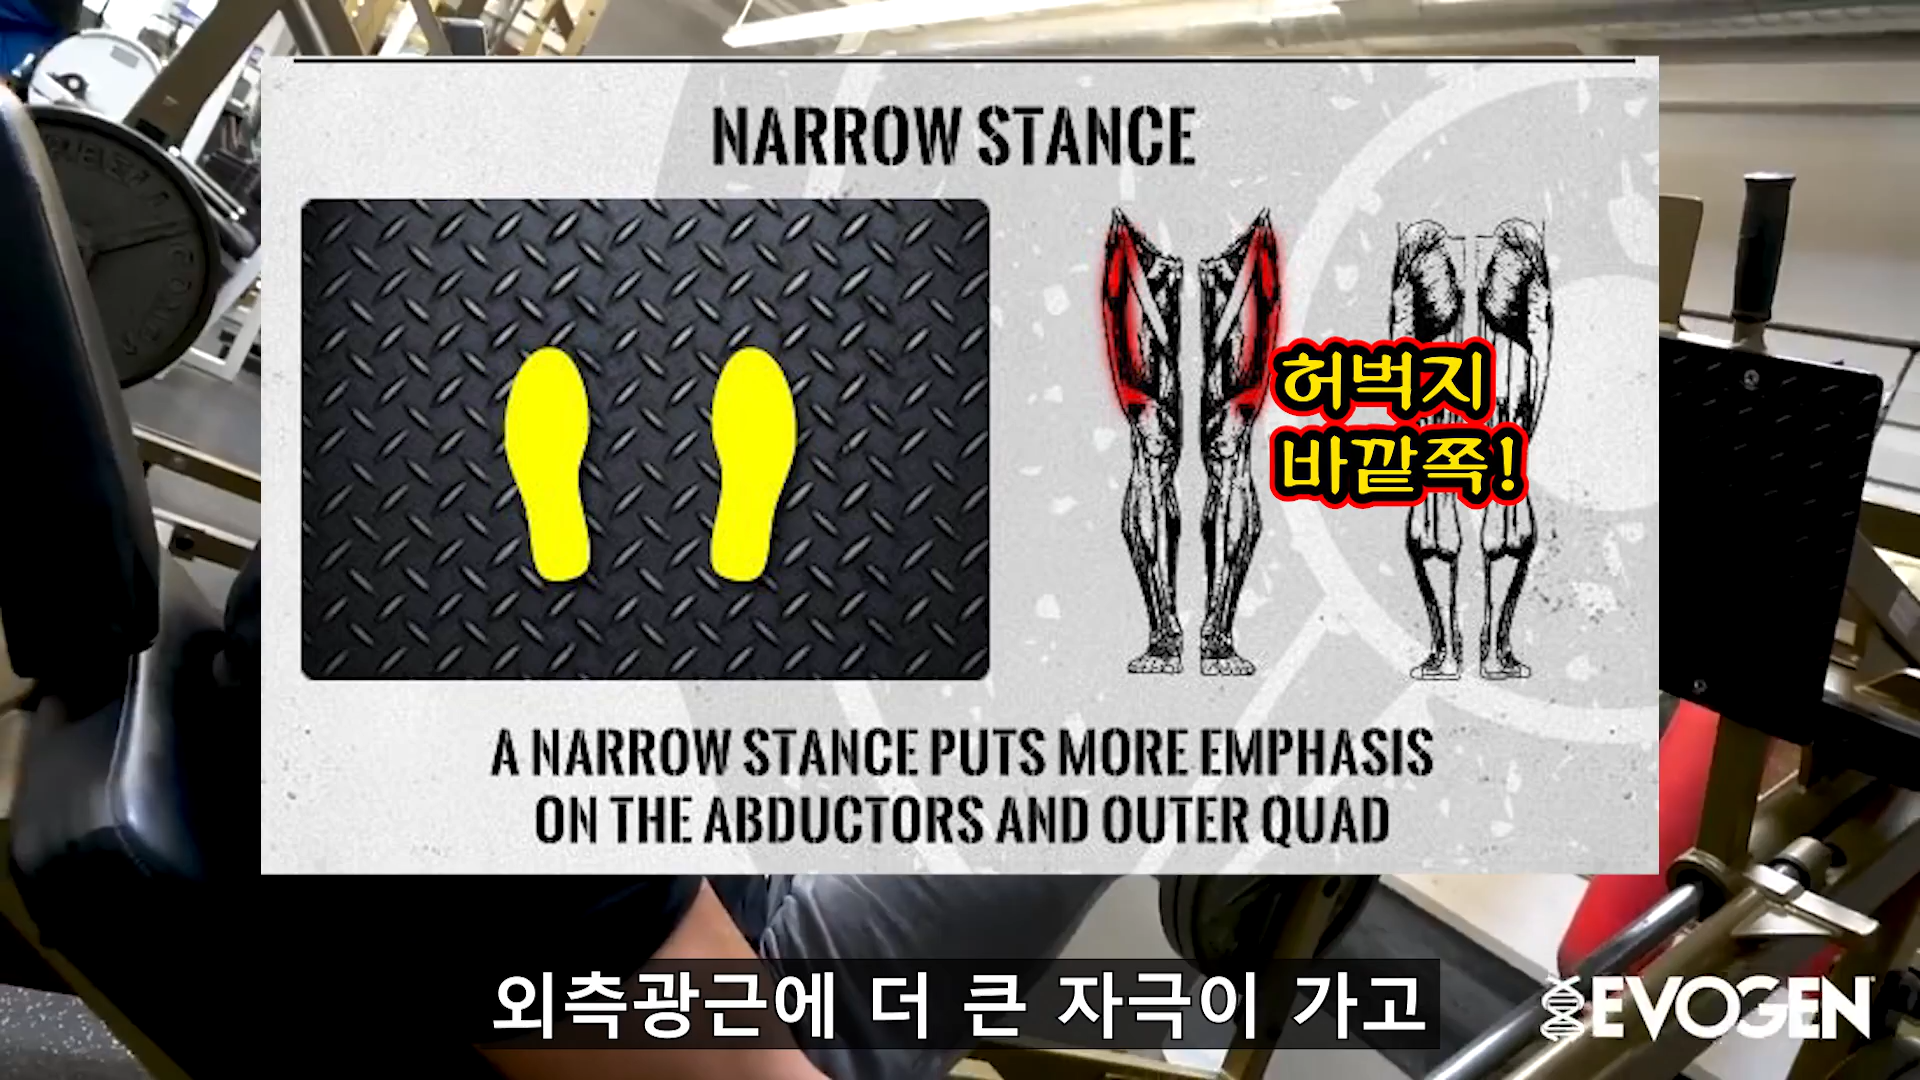 NARROW STANCE
허벅지
바깥쪽!
A NARROW STANCE PUTS MORE EMPHASIS
ON THE ABDUCTORS AND OUTER QUAD
외측광근에 더 큰 자극이 가고
EVOGEN